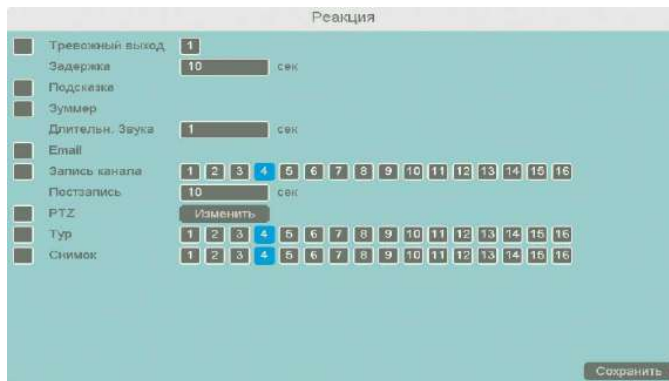 Реакция
Тревожный выход 1
Задержка 10 сек
Подсказка
Зуммер
Длительн. Звука 1 сек
Email
Запись канала 1 2 3 4 5 6 7 8 9 10 11 12 13 14 15 16
Постзапись 10 сек
PTZ Изменить
Тур 1 2 3 4 5 6 7 8 9 10 11 12 13 14 15 16
Снимок 1 2 3 4 5 6 7 8 9 10 11 12 13 14 15 16
Сохранить